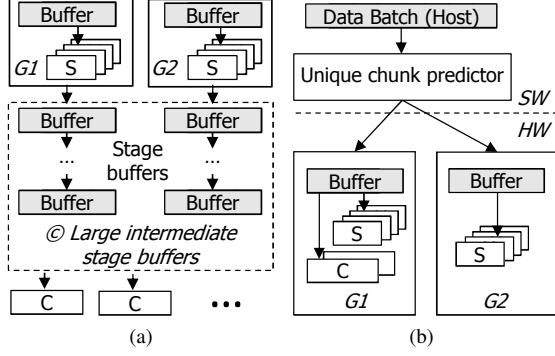 Buffer
S
G1
Buffer
S
G2
Buffer
Buffer
...
Stage
buffers
...
Buffer
Buffer
© Large intermediate
stage buffers
C
C
...
(a)
Data Batch (Host)
Unique chunk predictor
SW
HW
Buffer
S
C
G1
Buffer
S
G2
(b)